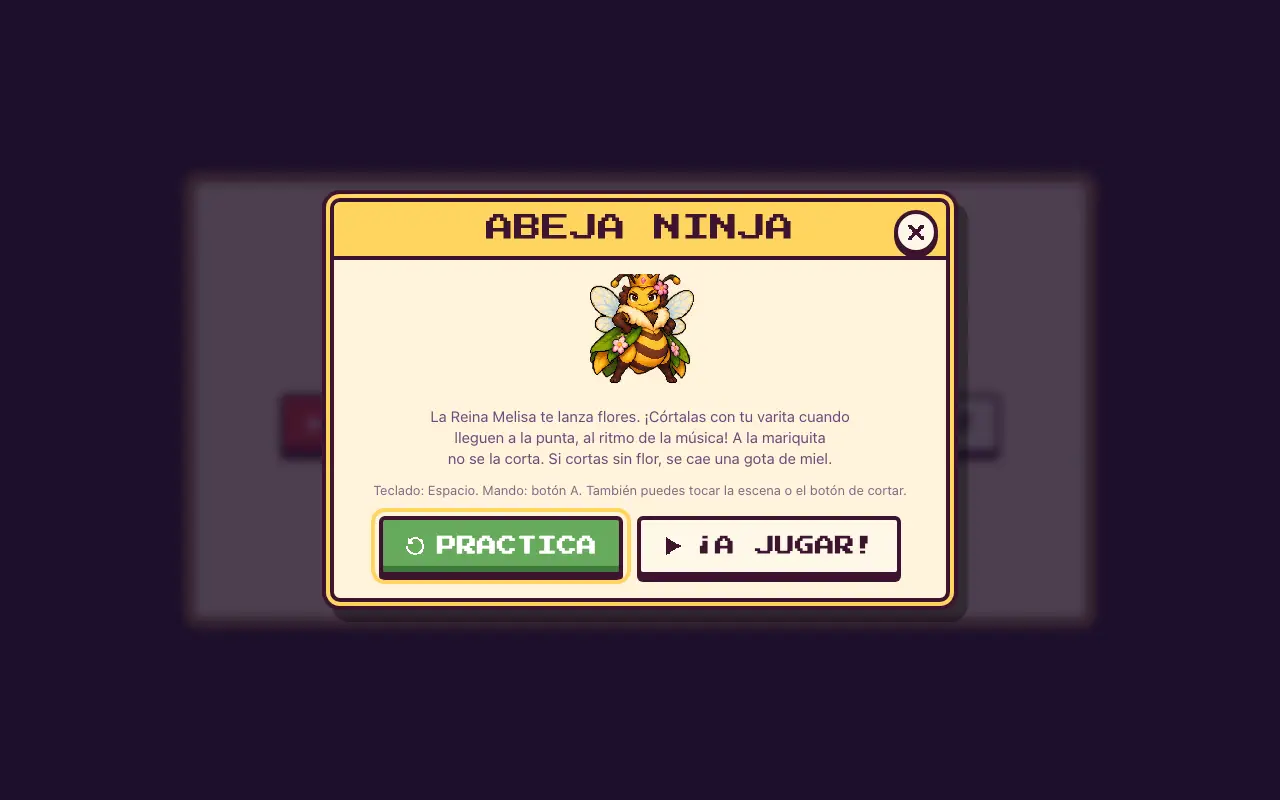 ABEJA NINJA
La Reina Melisa te lanza flores. ¡Córtalas con tu varita cuando
lleguen a la punta, al ritmo de la música! A la mariquita
no se la corta. Si cortas sin flor, se cae una gota de miel.
Teclado: Espacio. Mando: botón A. También puedes tocar la escena o el botón de cortar.
PRACTICA
¡A JUGAR!